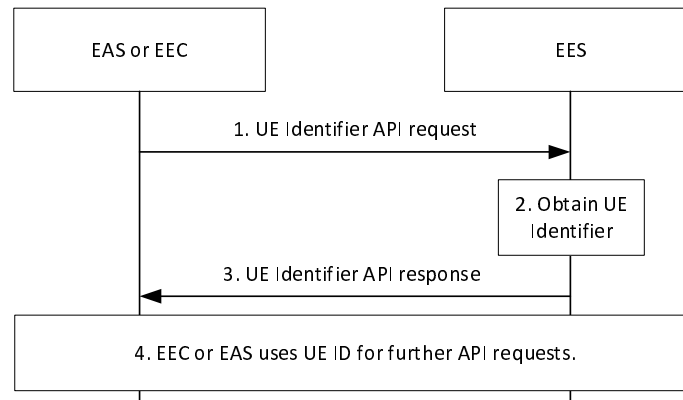 EAS or EEC
EES
1. UE Identifier API request
2. Obtain UE
Identifier
3. UE Identifier API response
4. EEC or EAS uses UE ID for further API requests.